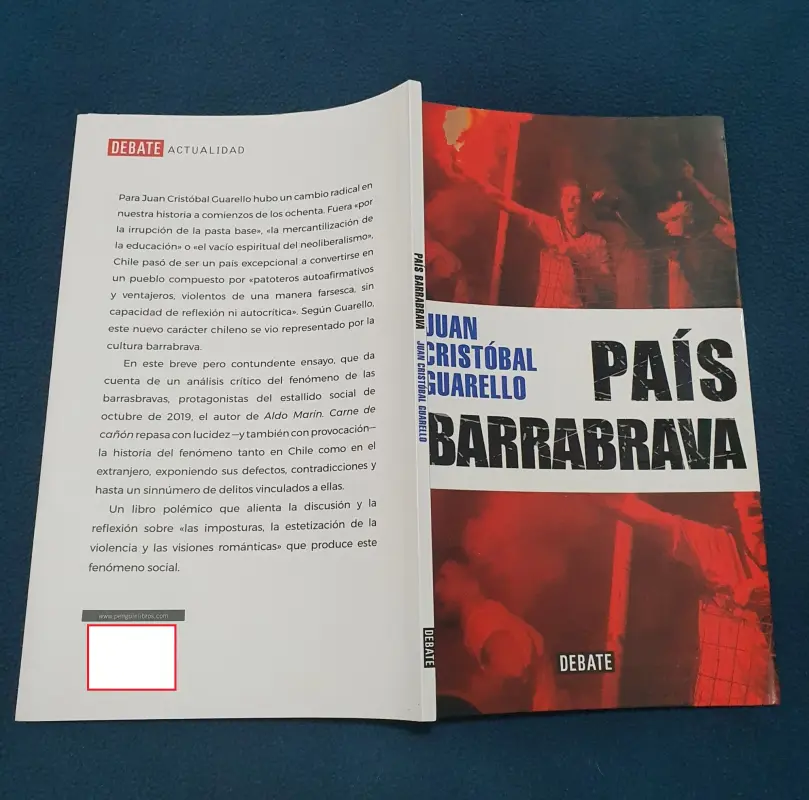 DEBATE ACTUALIDAD
Para Juan Cristóbal Guarello hubo un cambio radical en
nuestra historia a comienzos de los ochenta. Fuera «por
la irrupción de la pasta base», «la mercantilización de
la educación» o «el vacío espiritual del neoliberalismo»,
Chile pasó de ser un país excepcional a convertirse en
un pueblo compuesto por «patoteros autoafirmativos
y ventajeros, violentos de una manera farsesca, sin
capacidad de reflexión ni autocrítica». Según Guarello,
este nuevo carácter chileno se vio representado por la
cultura barrabrava.
En este breve pero contundente ensayo, que da
cuenta de un análisis crítico del fenómeno de las
barrasbravas, protagonistas del estallido social de
octubre de 2019, el autor de Aldo Marín. Carne de
cañón repasa con lucidez —y también con provocación—
la historia del fenómeno tanto en Chile como en el
extranjero, exponiendo sus defectos, contradicciones y
hasta un sinnúmero de delitos vinculados a ellas.
Un libro polémico que alienta la discusión y la
reflexión sobre «las imposturas, la estetización de la
violencia y las visiones románticas» que produce este
fenómeno social.
www.penguinlibros.com
PAÍS BARRABRAVA JUAN CRISTÓBAL GUARELLO
DEBATE
JUAN
CRISTÓBAL
GUARELLO
PAÍS
BARRABRAVA
DEBATE